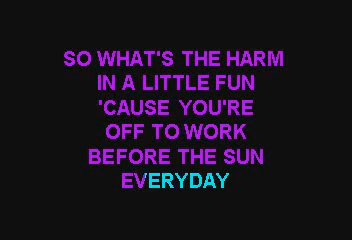 SO WHAT'S THE HARM
IN A LITTLE FUN
'CAUSE YOU'RE
OFF TO WORK
BEFORE THE SUN
EVERYDAY